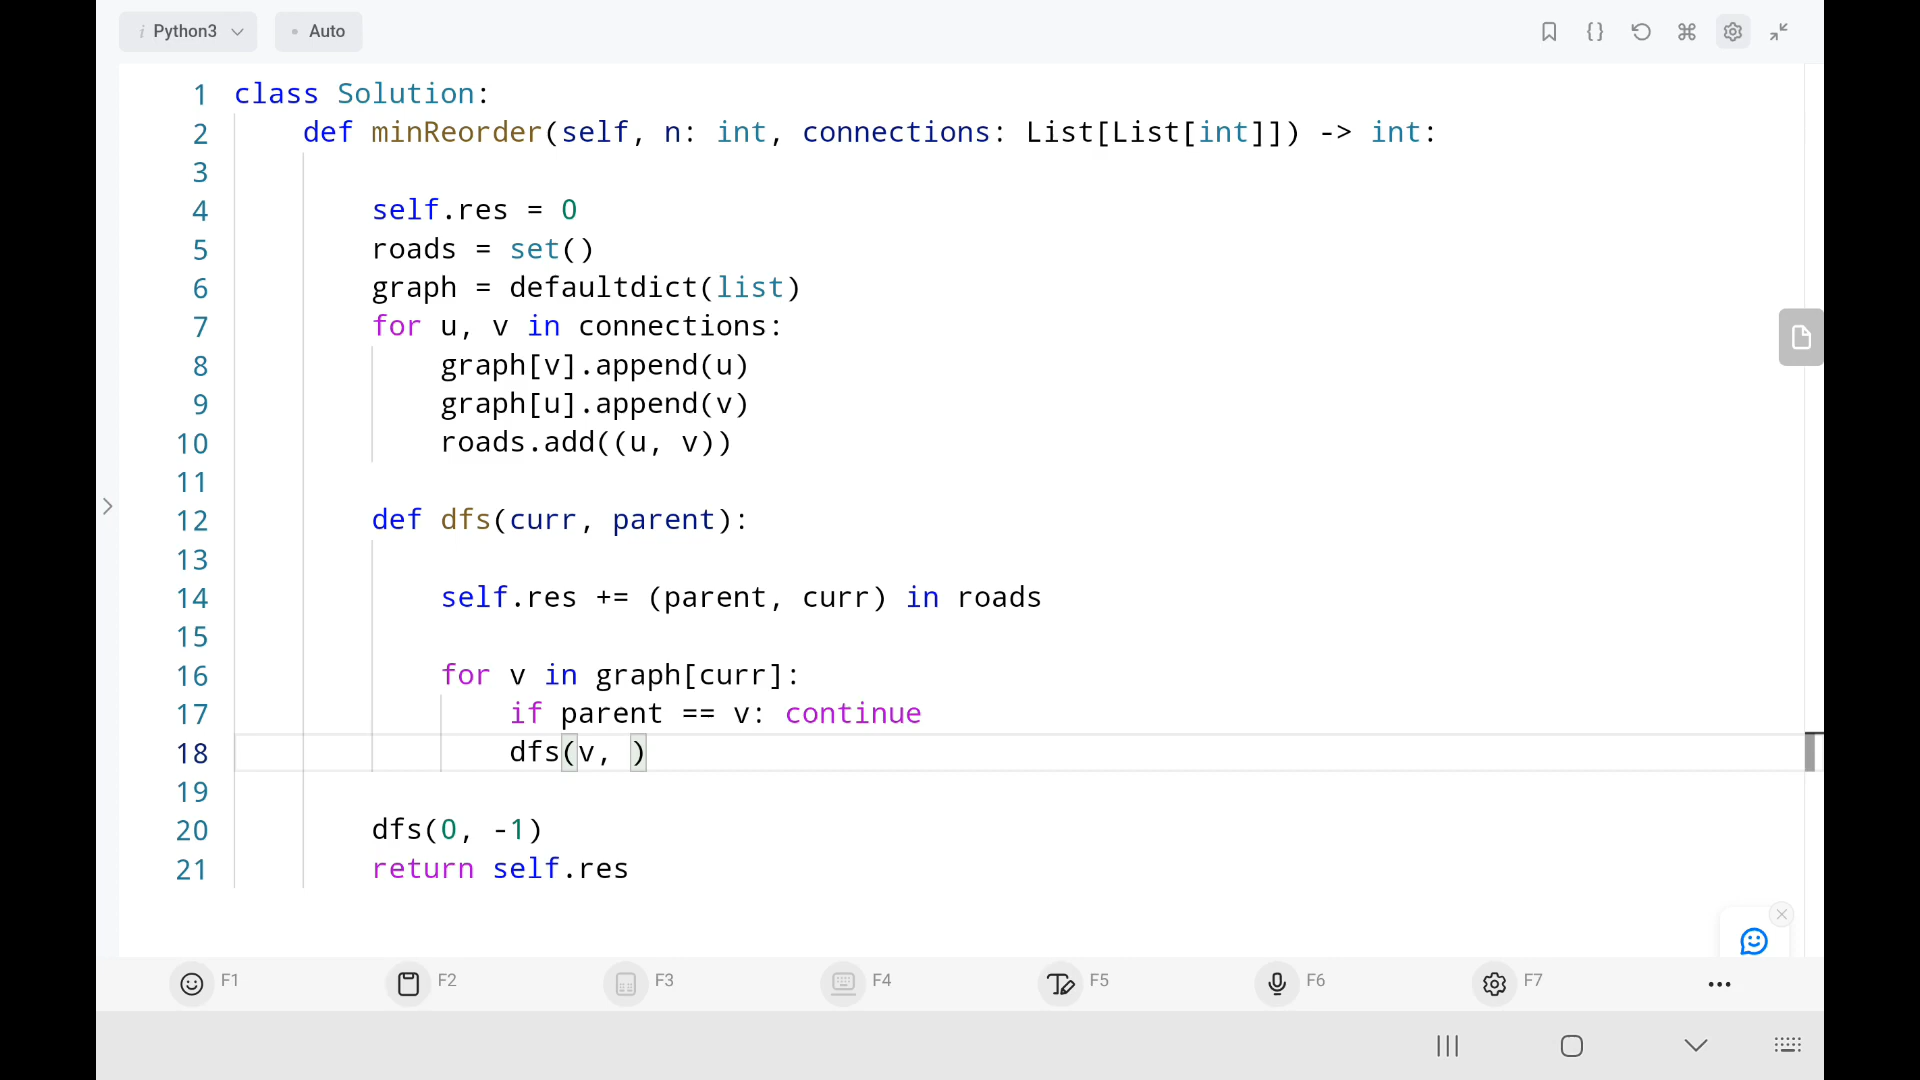 i Python3
Auto
1 class Solution:
2 def minReorder(self, n: int, connections: List[List[int]]) -> int:
3
4 self.res = 0
5 roads = set()
6 graph = defaultdict(list)
7 for u, v in connections:
8 graph[v].append(u)
9 graph[u].append(v)
10 roads.add((u, v))
11
12 def dfs(curr, parent):
13
14 self.res += (parent, curr) in roads
15
16 for v in graph[curr]:
17 if parent == v: continue
18 dfs(v, )
19
20 dfs(0, -1)
21 return self.res
F1 F2 F3 F4 F5 F6 F7